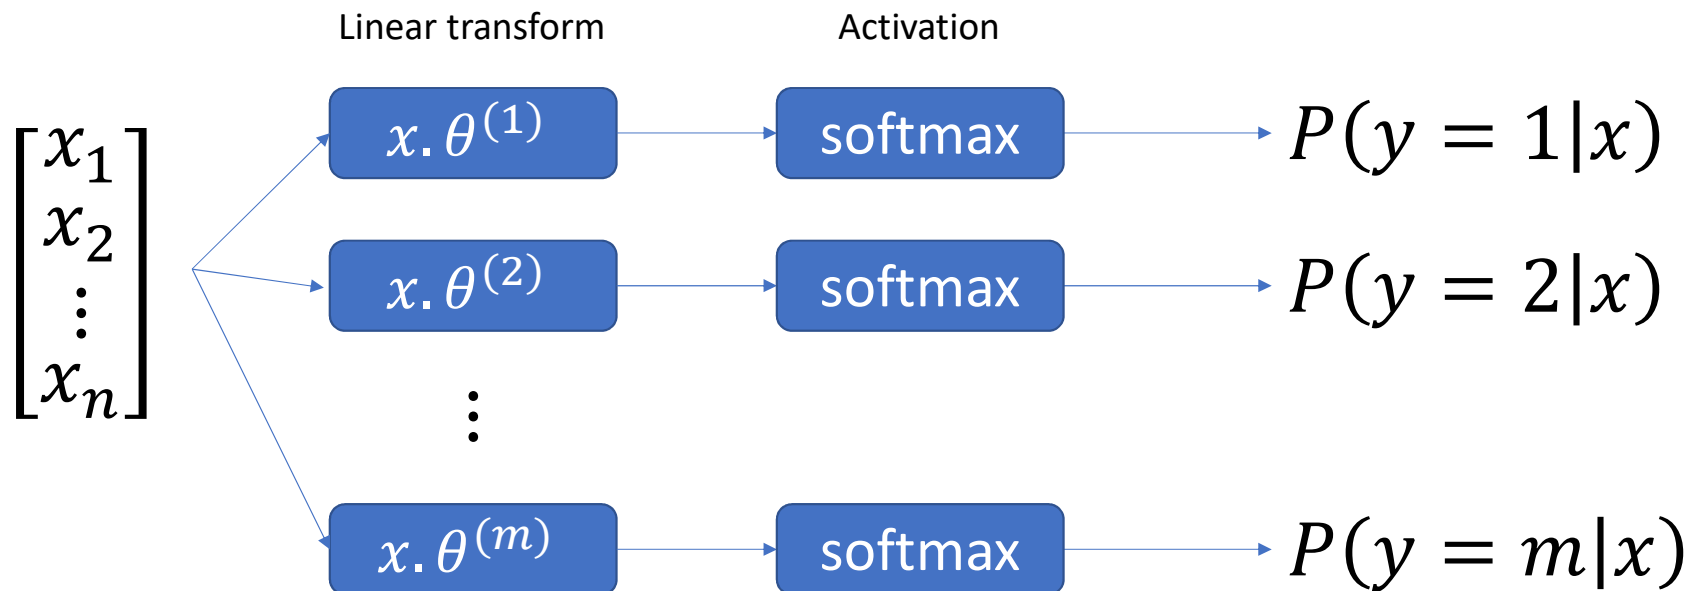 Linear transform Activation
[x₁ x₂ ⋮ xₙ]
x.θ⁽¹⁾ softmax P(y = 1|x)
x.θ⁽²⁾ softmax P(y = 2|x)
⋮
x.θ⁽ᵐ⁾ softmax P(y = m|x)